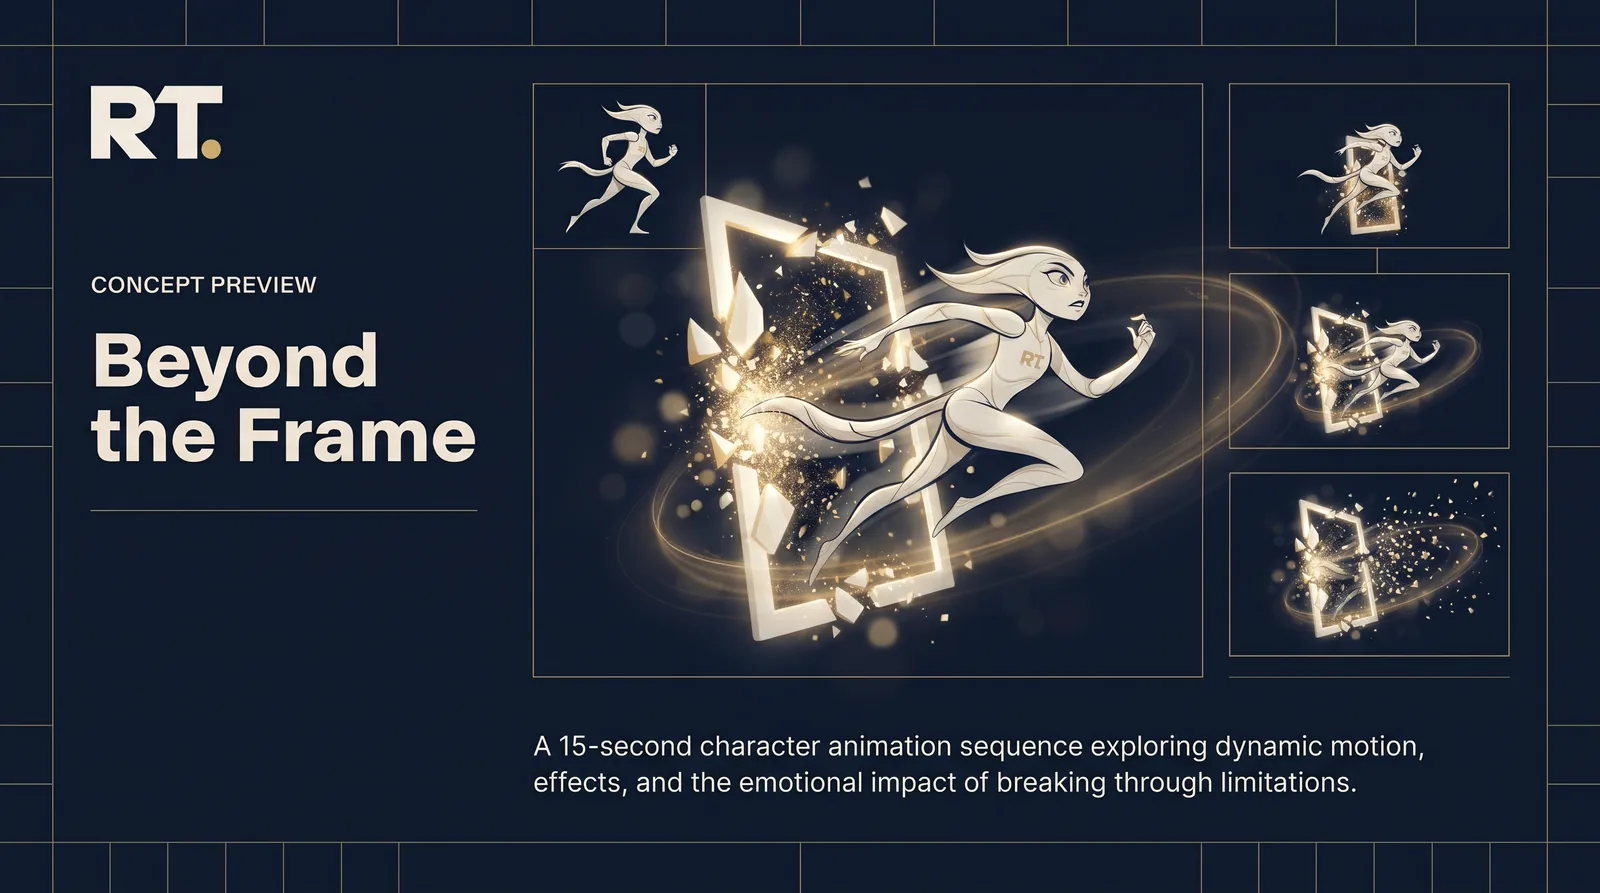 RT.
CONCEPT PREVIEW
Beyond
the Frame
RT
A 15-second character animation sequence exploring dynamic motion,
effects, and the emotional impact of breaking through limitations.